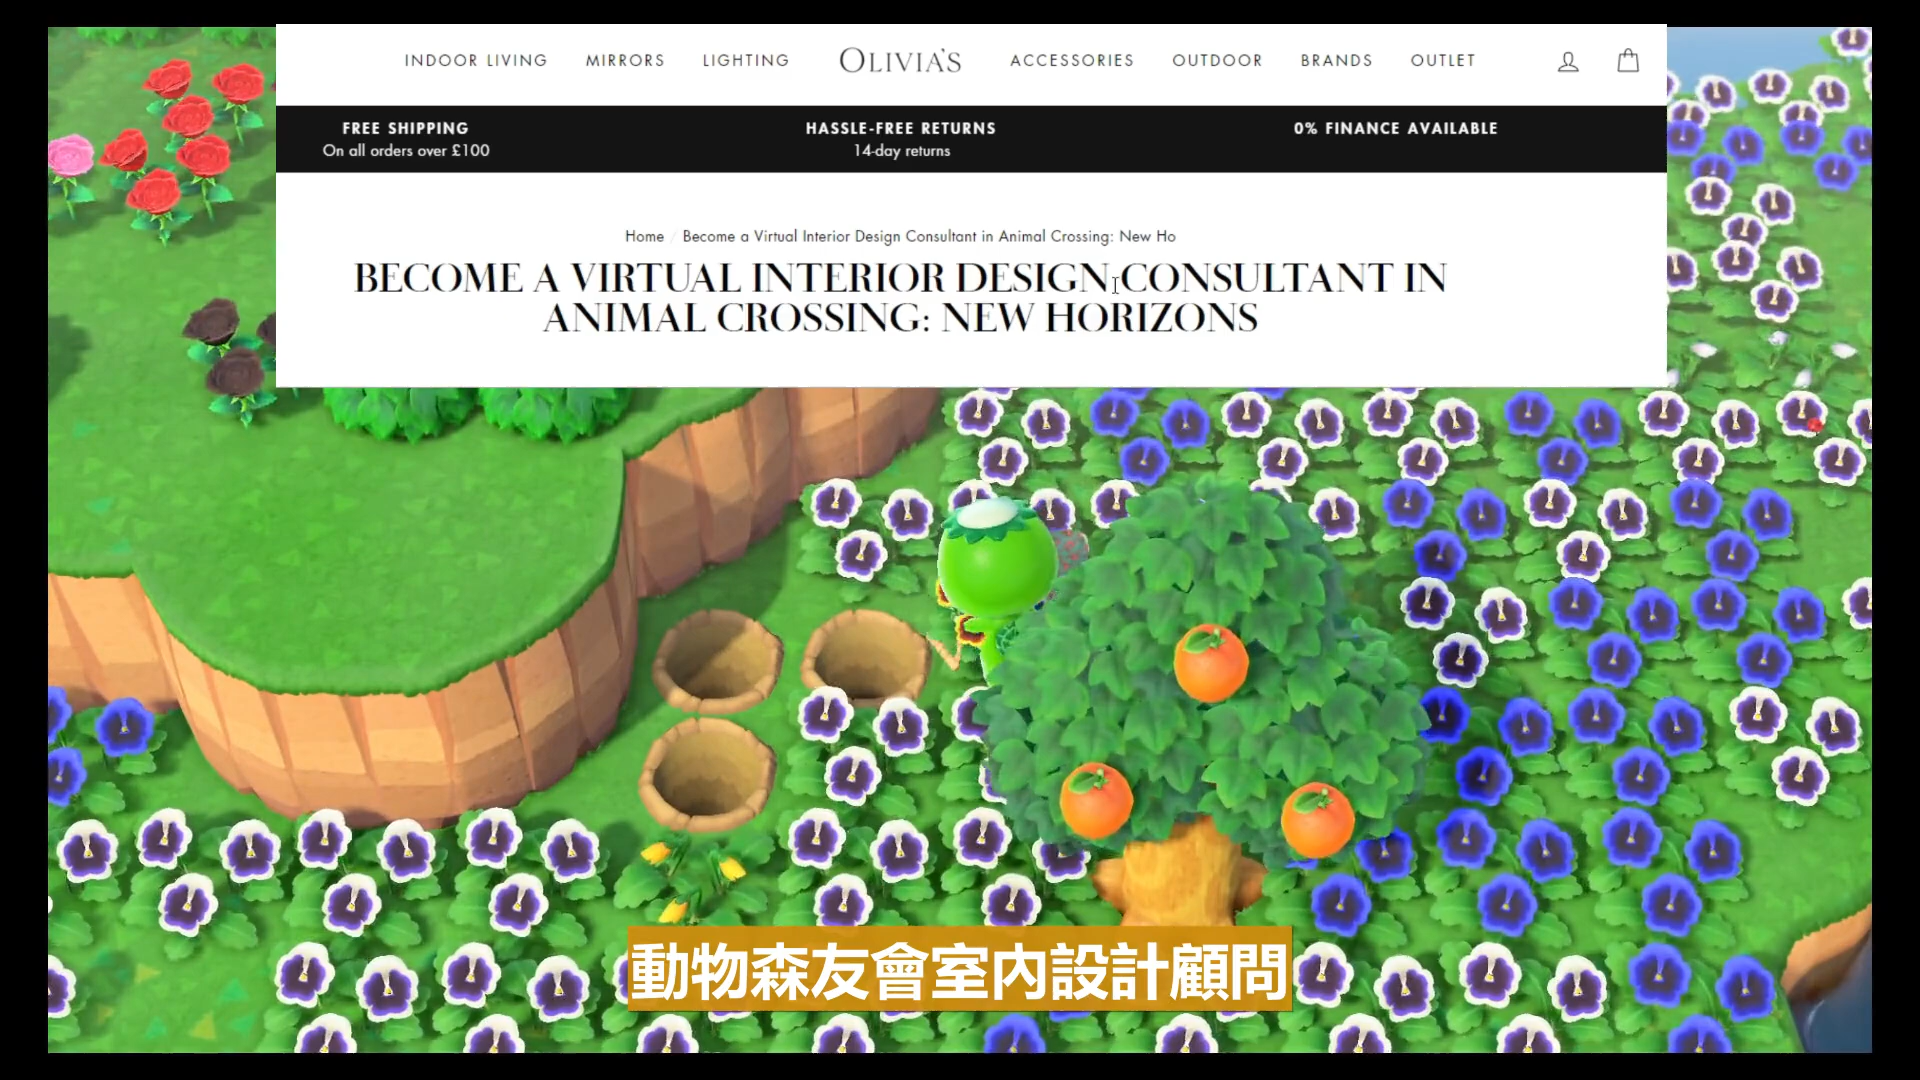 INDOOR LIVING MIRRORS LIGHTING OLIVIA'S ACCESSORIES OUTDOOR BRANDS OUTLET
FREE SHIPPING HASSLE-FREE RETURNS 0% FINANCE AVAILABLE
On all orders over £100 14-day returns
Home / Become a Virtual Interior Design Consultant in Animal Crossing: New Ho
BECOME A VIRTUAL INTERIOR DESIGN CONSULTANT IN
ANIMAL CROSSING: NEW HORIZONS
動物森友會室內設計顧問